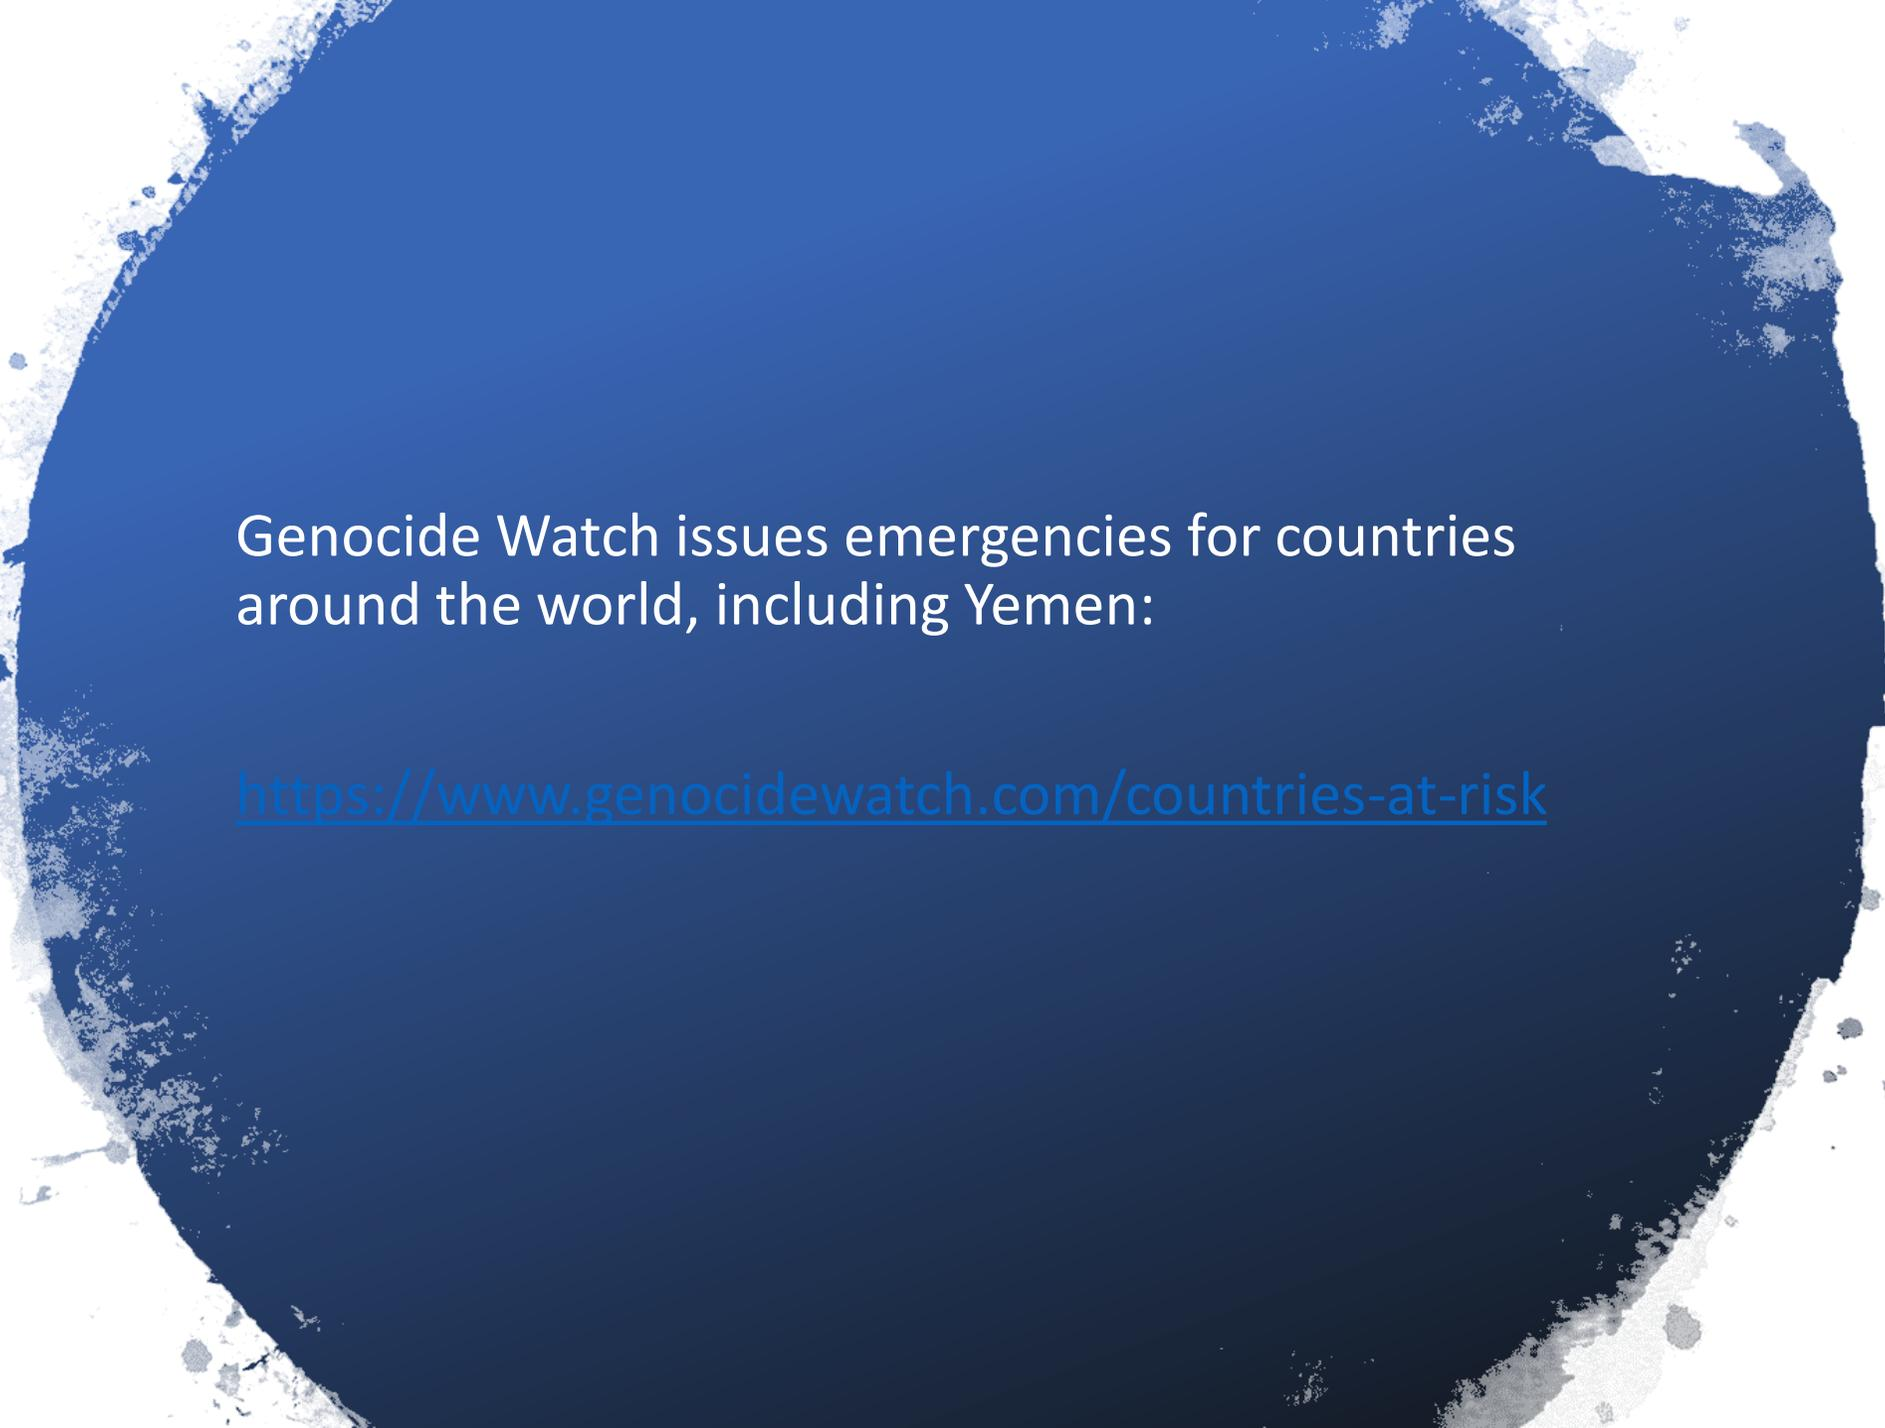 Genocide Watch issues emergencies for countries
around the world, including Yemen:
https://www.genocidewatch.com/countries-at-risk